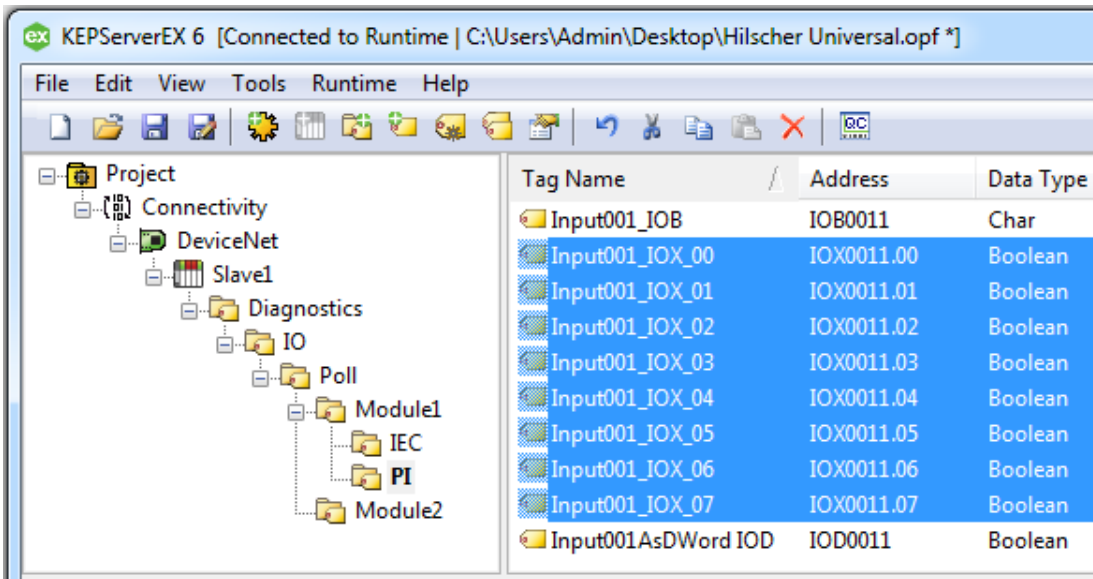 ex KEPServerEX 6 [Connected to Runtime | C:\Users\Admin\Desktop\Hilscher Universal.opf *]
File Edit View Tools Runtime Help
QC
Project
Connectivity
DeviceNet
Slave1
Diagnostics
IO
Poll
Module1
IEC
PI
Module2
Tag Name Address Data Type
Input001_IOB IOB0011 Char
Input001_IOX_00 IOX0011.00 Boolean
Input001_IOX_01 IOX0011.01 Boolean
Input001_IOX_02 IOX0011.02 Boolean
Input001_IOX_03 IOX0011.03 Boolean
Input001_IOX_04 IOX0011.04 Boolean
Input001_IOX_05 IOX0011.05 Boolean
Input001_IOX_06 IOX0011.06 Boolean
Input001_IOX_07 IOX0011.07 Boolean
Input001AsDWord IOD IOD0011 Boolean